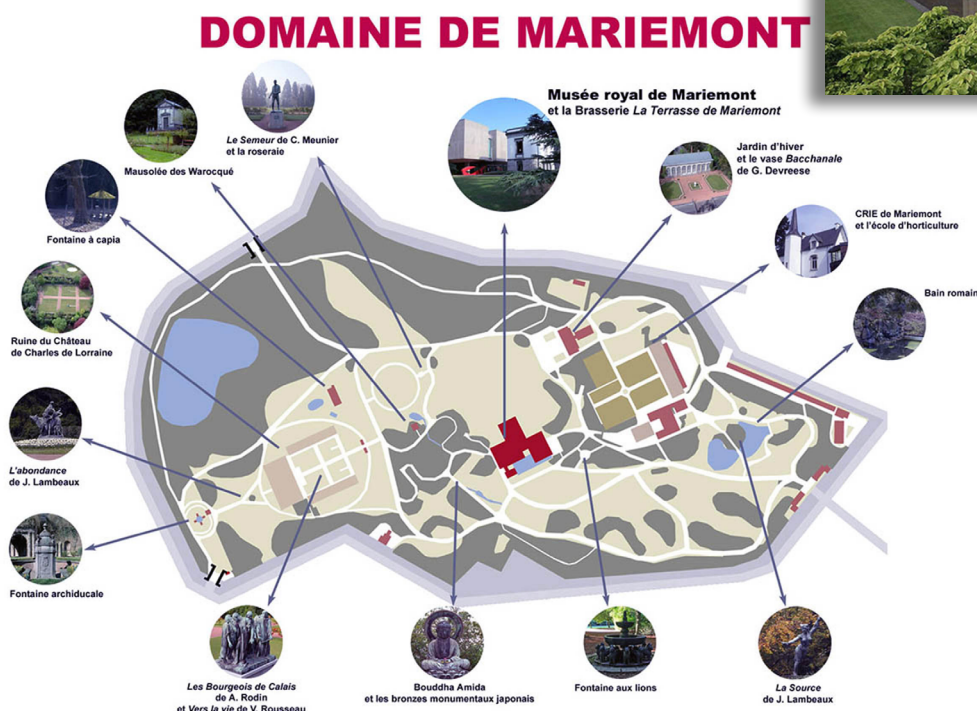 DOMAINE DE MARIEMONT
Musée royal de Mariemont
et la Brasserie La Terrasse de Mariemont
Le Semeur de C. Meunier
et la roseraie
Jardin d'hiver
et le vase Bacchanale
de G. Devreese
Mausolée des Warocqué
CRIE de Mariemont
et l'école d'horticulture
Fontaine à capia
Bain romain
Ruine du Château
de Charles de Lorraine
L'abondance
de J. Lambeaux
Fontaine archiducale
Les Bourgeois de Calais
de A. Rodin
et Vers la vie de V. Rousseau
Bouddha Amida
et les bronzes monumentaux japonais
Fontaine aux lions
La Source
de J. Lambeaux